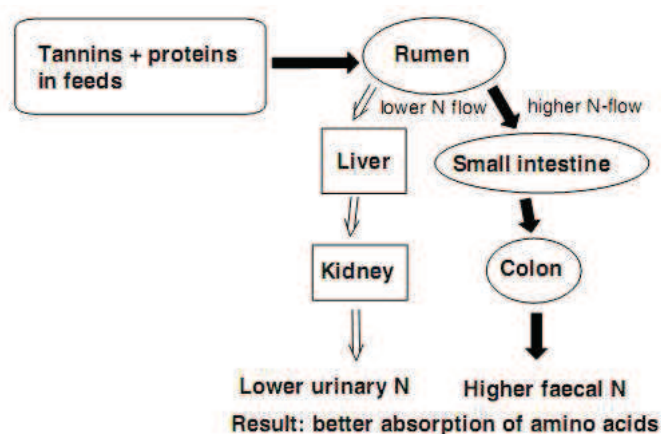 Tannins + proteins
in feeds
Rumen
lower N flow
higher N-flow
Liver
Small intestine
Kidney
Colon
Lower urinary N
Higher faecal N
Result: better absorption of amino acids